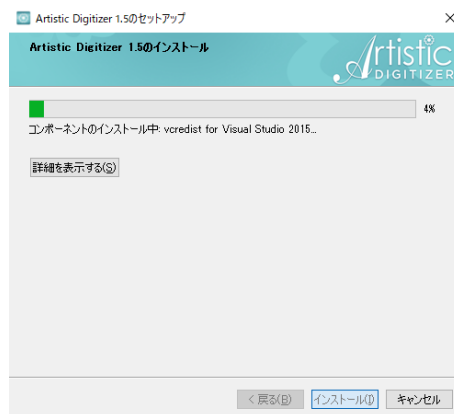 Artistic Digitizer 1.5のセットアップ
Artistic Digitizer 1.5のインストール
Artistic
DIGITIZER
4%
コンポーネントのインストール中: vcredist for Visual Studio 2015...
詳細を表示する(S)
< 戻る(B)
インストール(I)
キャンセル